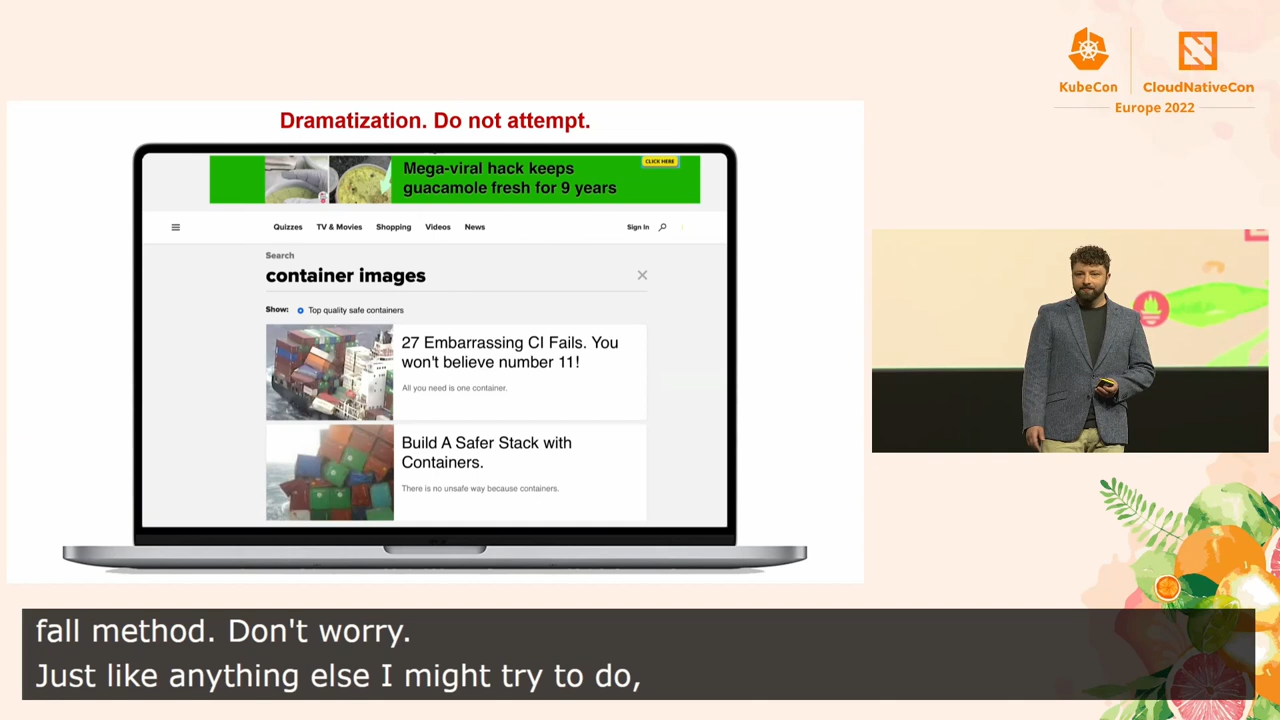 KubeCon
CloudNativeCon
Europe 2022
Dramatization. Do not attempt.
Mega-viral hack keeps
guacamole fresh for 9 years
CLICK HERE
Quizzes TV & Movies Shopping Videos News Sign In
Search
container images
Show: Top quality safe containers
27 Embarrassing CI Fails. You
won't believe number 11!
All you need is one container.
Build A Safer Stack with
Containers.
There is no unsafe way because containers.
fall method. Don't worry.
Just like anything else I might try to do,